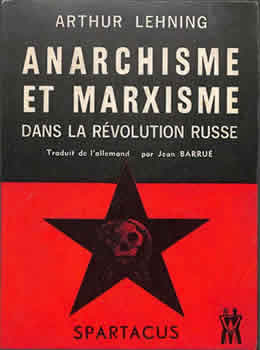 ARTHUR LEHNING
ANARCHISME
ET MARXISME
DANS LA RÉVOLUTION RUSSE
Traduit de l'allemand par Jean BARRUÉ
SPARTACUS